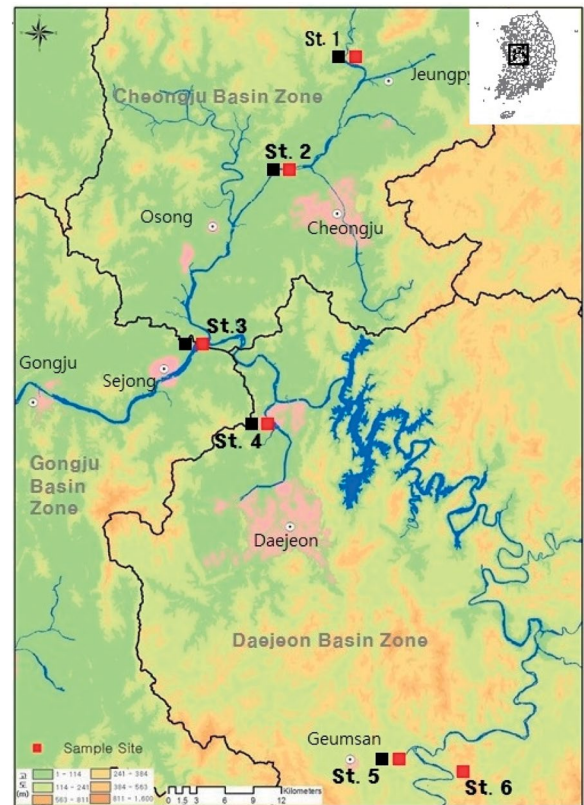 St. 1
Jeungpy
Cheongju Basin Zone
St. 2
Osong
Cheongju
St.3
Gongju
Sejong
St. 4
Gongju
Basin
Zone
Daejeon
Daejeon Basin Zone
Geumsan
St. 5
St. 6
Sample Site
고도(m)
1 - 114
241 - 384
114 - 241
384 - 563
563 - 811
811 - 1,600
Kilometers
0 1.5 3 6 9 12